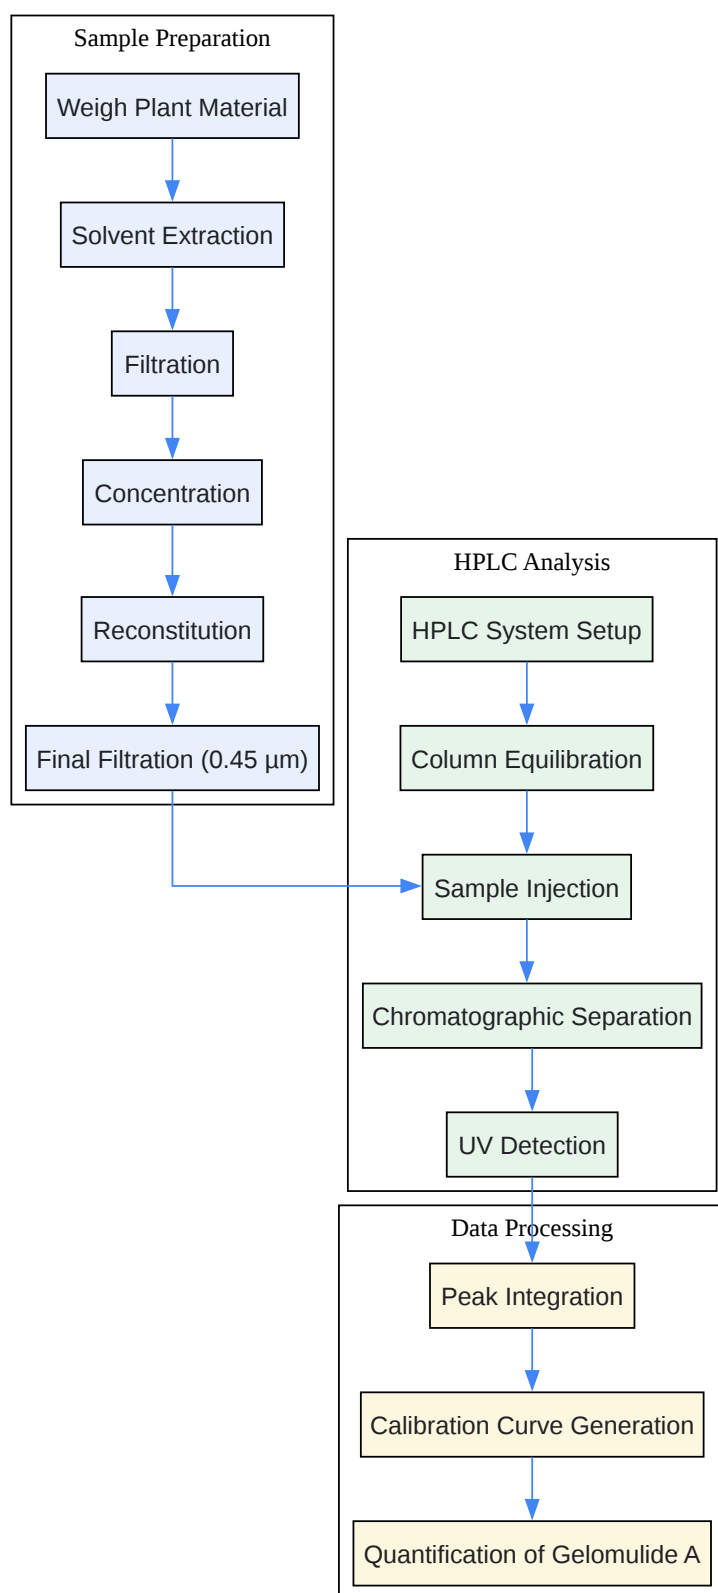 Sample Preparation
Weigh Plant Material
Solvent Extraction
Filtration
Concentration
Reconstitution
Final Filtration (0.45 µm)
HPLC Analysis
HPLC System Setup
Column Equilibration
Sample Injection
Chromatographic Separation
UV Detection
Data Processing
Peak Integration
Calibration Curve Generation
Quantification of Gelomulide A